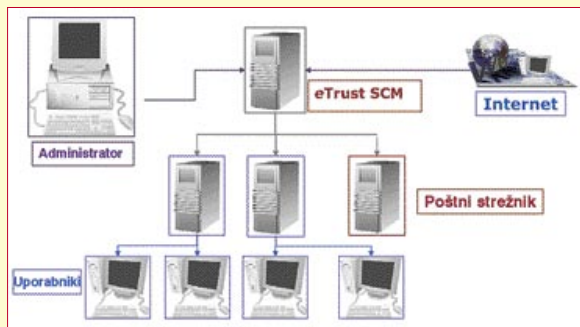 eTrust SCM
Internet
Administrator
Poštni strežnik
Uporabniki